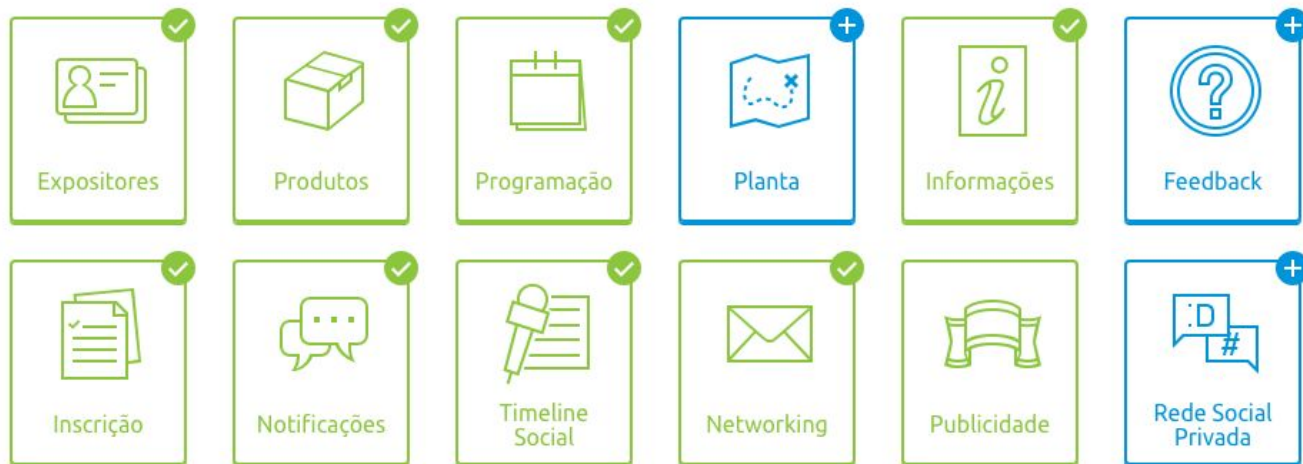 Expositores
Produtos
Programação
Planta
Informações
Feedback
Inscrição
Notificações
Timeline
Social
Networking
Publicidade
:D
#
Rede Social
Privada